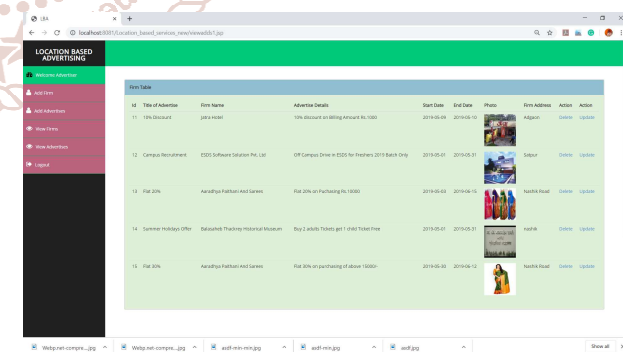 LBA
localhost:8081/Location_based_services_new/viewadds1.jsp
LOCATION BASED
ADVERTISING
Welcome Advertiser
Add Firm
Add Advertises
View Firms
View Advertises
Logout
Firm Table
Id Title of Advertise Firm Name Advertise Details Start Date End Date Photo Firm Address Action Action
11 10% Discount Jatra Hotel 10% discount on Billing Amount Rs.1000 2019-05-09 2019-05-10 Adgaon Delete Update
12 Campus Recruitment ESDS Software Solution Pvt. Ltd Off Campus Drive in ESDS for Freshers 2019 Batch Only 2019-05-01 2019-05-31 Satpur Delete Update
13 Flat 20% Aaradhya Paithani And Sarees Flat 20% on Puchasing Rs.10000 2019-05-03 2019-06-15 Nashik Road Delete Update
14 Summer Holidays Offer Balasaheb Thackrey Historical Museum Buy 2 adults Tickets get 1 child Ticket Free 2019-05-01 2019-05-31 nashik Delete Update
15 Flat 30% Aaradhya Paithani And Sarees Flat 30% on purchasing of above 15000/- 2019-05-30 2019-06-12 Nashik Road Delete Update
Webp.net-compre....jpg Webp.net-compre....jpg asdf-min-min.jpg asdf-min.jpg asdf.jpg Show all